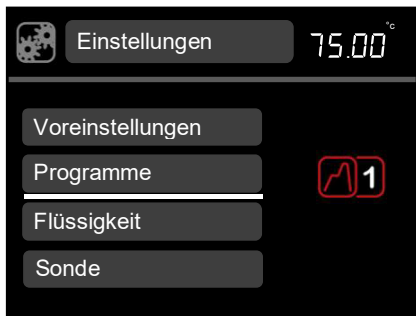 Einstellungen 75.00 °C
Voreinstellungen
Programme 1
Flüssigkeit
Sonde